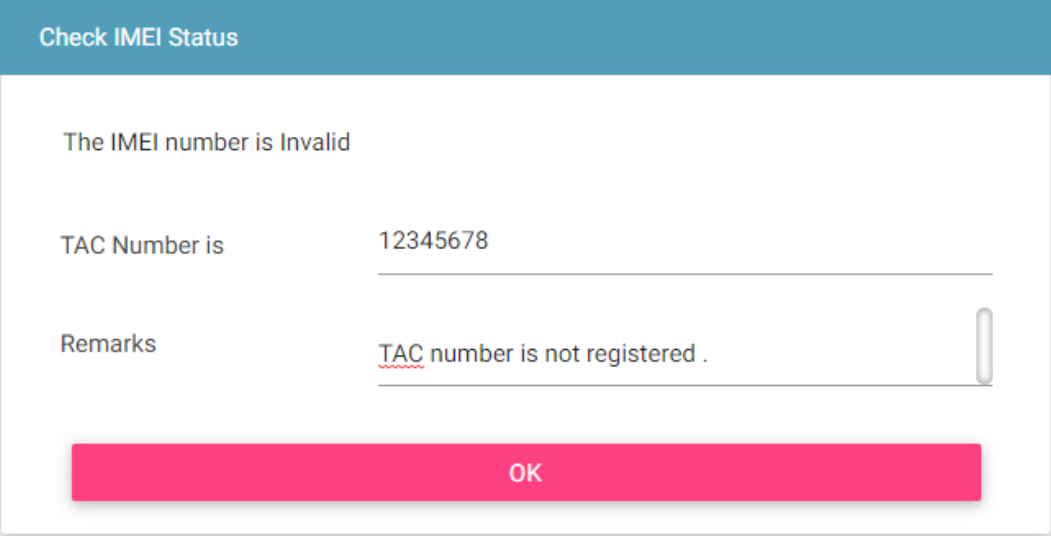 Check IMEI Status
The IMEI number is Invalid
TAC Number is 12345678
Remarks
TAC number is not registered .
OK